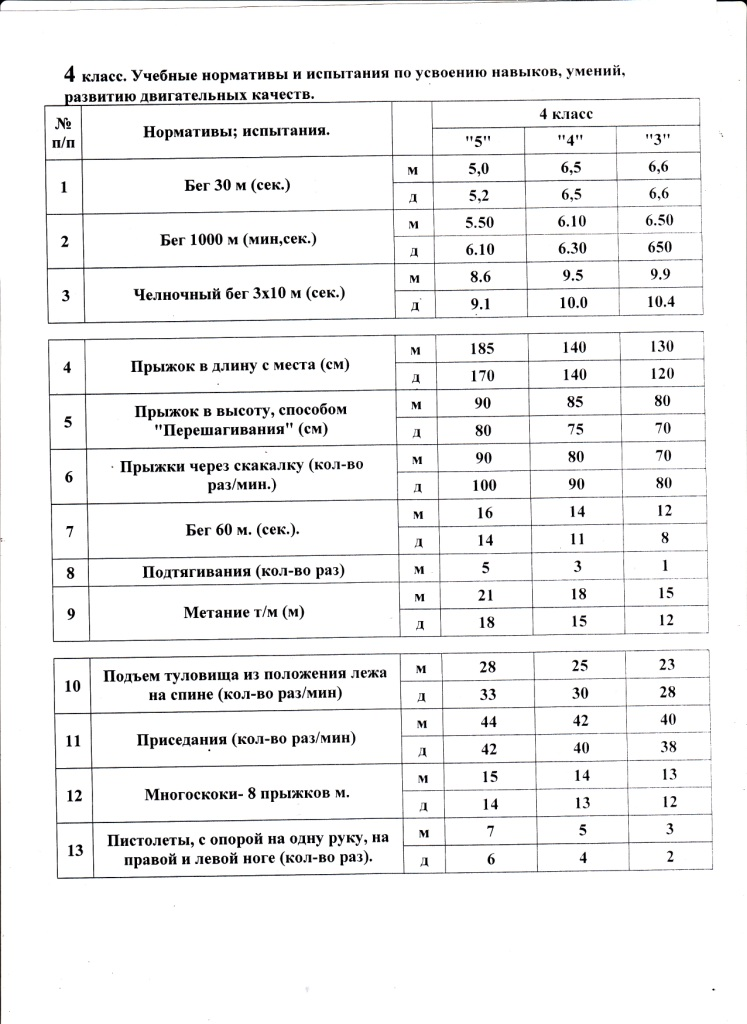 4 класс. Учебные нормативы и испытания по усвоению навыков, умений,
развитию двигательных качеств.
№ п/п Нормативы; испытания. 4 класс
"5" "4" "3"
1 Бег 30 м (сек.) м 5,0 6,5 6,6
д 5,2 6,5 6,6
2 Бег 1000 м (мин,сек.) м 5.50 6.10 6.50
д 6.10 6.30 650
3 Челночный бег 3х10 м (сек.) м 8.6 9.5 9.9
д 9.1 10.0 10.4
4 Прыжок в длину с места (см) м 185 140 130
д 170 140 120
5 Прыжок в высоту, способом м 90 85 80
"Перешагивания" (см) д 80 75 70
6 Прыжки через скакалку (кол-во м 90 80 70
раз/мин.) д 100 90 80
7 Бег 60 м. (сек.). м 16 14 12
д 14 11 8
8 Подтягивания (кол-во раз) м 5 3 1
9 Метание т/м (м) м 21 18 15
д 18 15 12
10 Подъем туловища из положения лежа м 28 25 23
на спине (кол-во раз/мин) д 33 30 28
11 Приседания (кол-во раз/мин) м 44 42 40
д 42 40 38
12 Многоскоки- 8 прыжков м. м 15 14 13
д 14 13 12
13 Пистолеты, с опорой на одну руку, на м 7 5 3
правой и левой ноге (кол-во раз). д 6 4 2